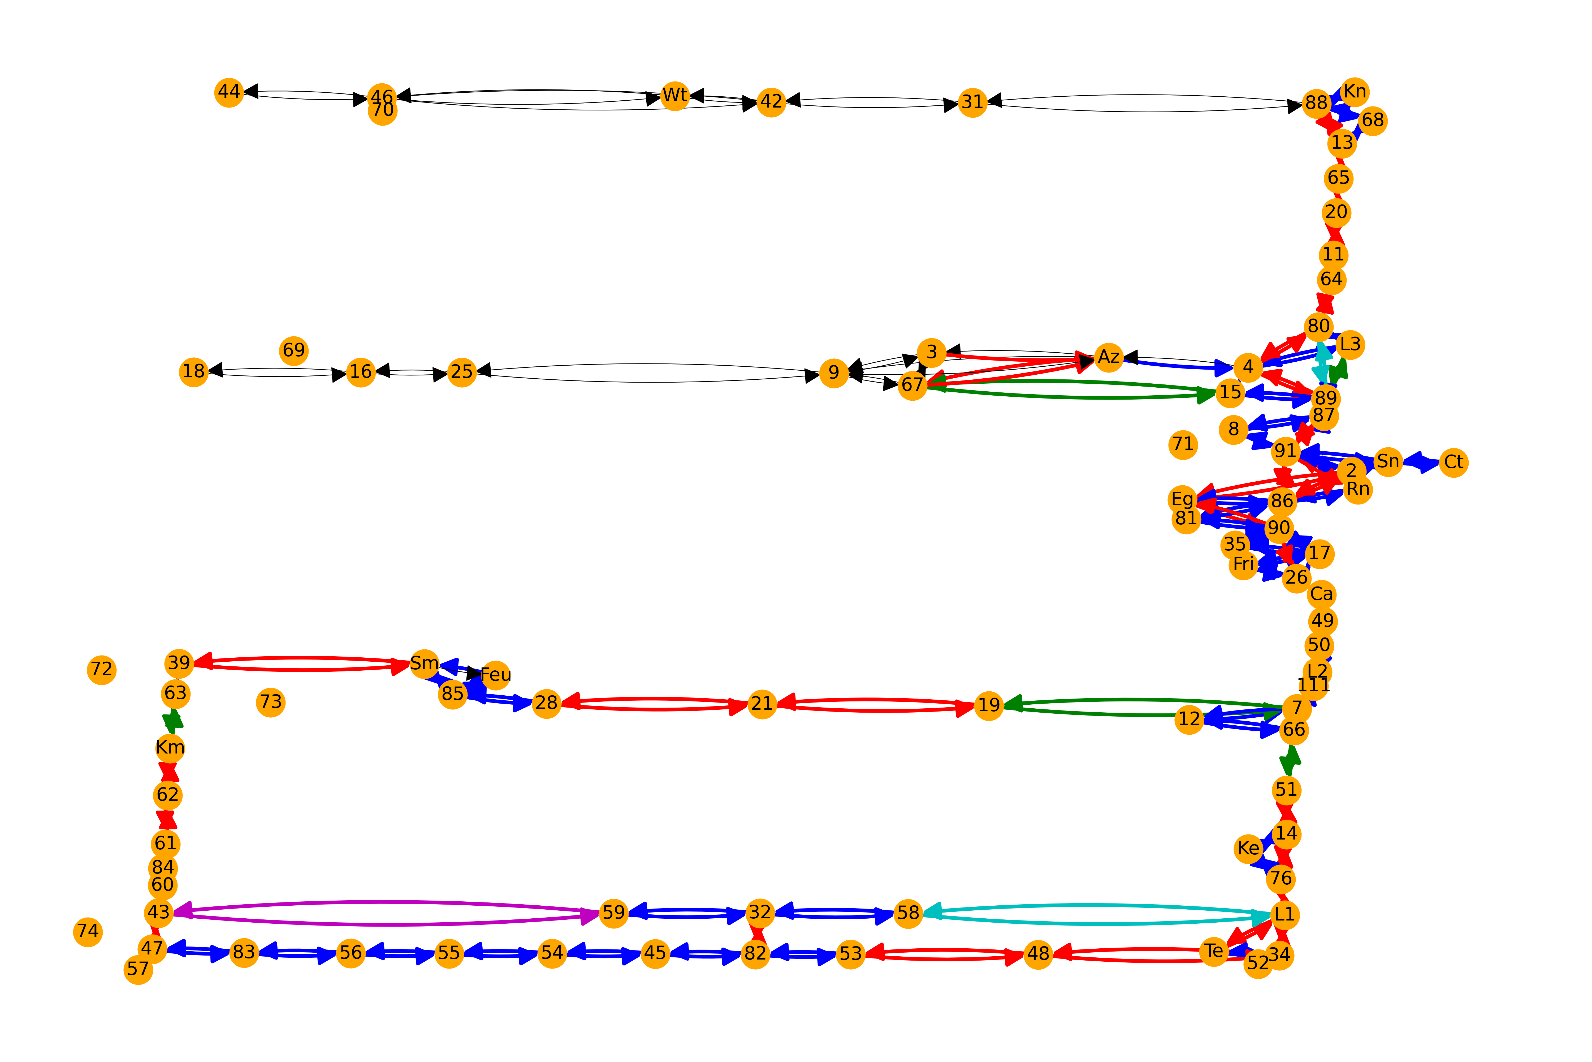 44 46 Wt 42 31 88 Kn
70 68
13
65
20
11
64
80
69 3 Az L3
18 16 25 9 67 4
15 89
87
8
71 91 Sn Ct
2
Eg 86 Rn
81 90
35 17
Fri 26
Ca
49
50
72 39 Sm L2
Feu 111
63 73 85 28 21 19 7
12 66
Km
62 51
61 14
Ke
84 76
60
43 59 32 58 L1
74
47 83 56 55 54 45 82 53 48 Te 34
57 52